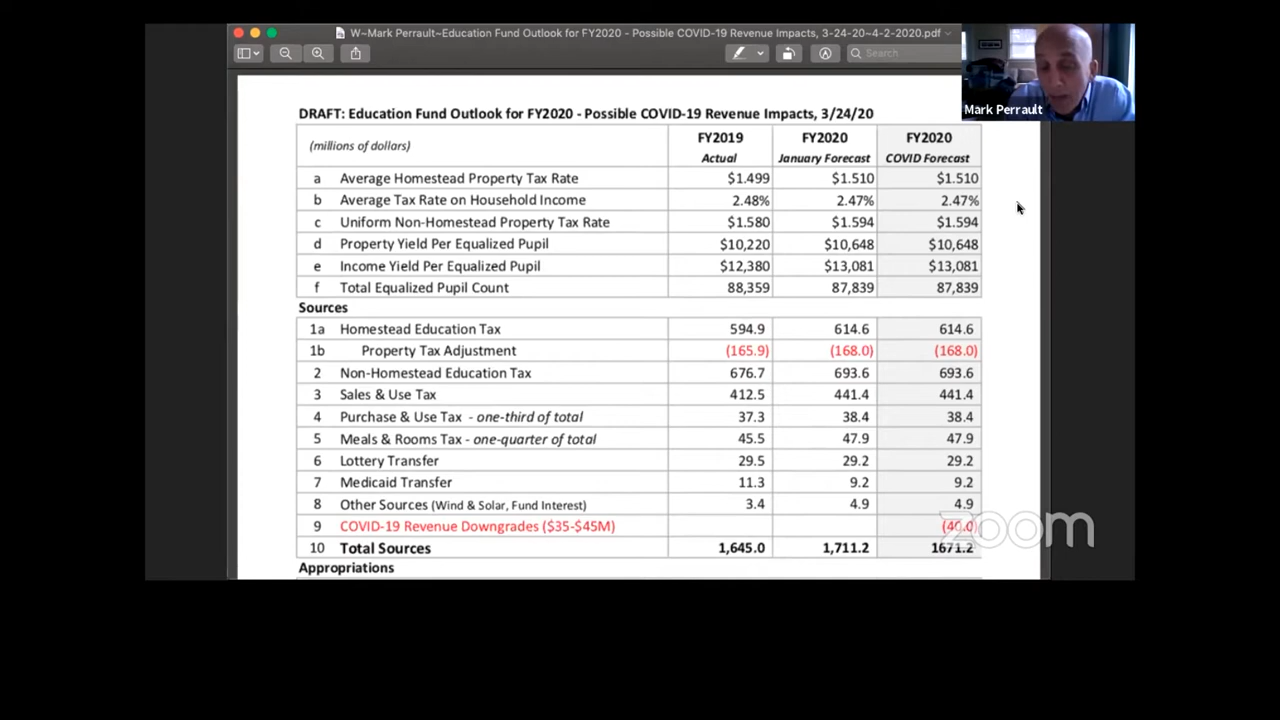 W~Mark Perrault~Education Fund Outlook for FY2020 - Possible COVID-19 Revenue Impacts, 3-24-20~4-2-2020.pdf
Search
Mark Perrault
DRAFT: Education Fund Outlook for FY2020 - Possible COVID-19 Revenue Impacts, 3/24/20
(millions of dollars) FY2019 Actual FY2020 January Forecast FY2020 COVID Forecast
a Average Homestead Property Tax Rate $1.499 $1.510 $1.510
b Average Tax Rate on Household Income 2.48% 2.47% 2.47%
c Uniform Non-Homestead Property Tax Rate $1.580 $1.594 $1.594
d Property Yield Per Equalized Pupil $10,220 $10,648 $10,648
e Income Yield Per Equalized Pupil $12,380 $13,081 $13,081
f Total Equalized Pupil Count 88,359 87,839 87,839
Sources
1a Homestead Education Tax 594.9 614.6 614.6
1b Property Tax Adjustment (165.9) (168.0) (168.0)
2 Non-Homestead Education Tax 676.7 693.6 693.6
3 Sales & Use Tax 412.5 441.4 441.4
4 Purchase & Use Tax - one-third of total 37.3 38.4 38.4
5 Meals & Rooms Tax - one-quarter of total 45.5 47.9 47.9
6 Lottery Transfer 29.5 29.2 29.2
7 Medicaid Transfer 11.3 9.2 9.2
8 Other Sources (Wind & Solar, Fund Interest) 3.4 4.9 4.9
9 COVID-19 Revenue Downgrades ($35-$45M) (40.0)
zoom
10 Total Sources 1,645.0 1,711.2 1671.2
Appropriations